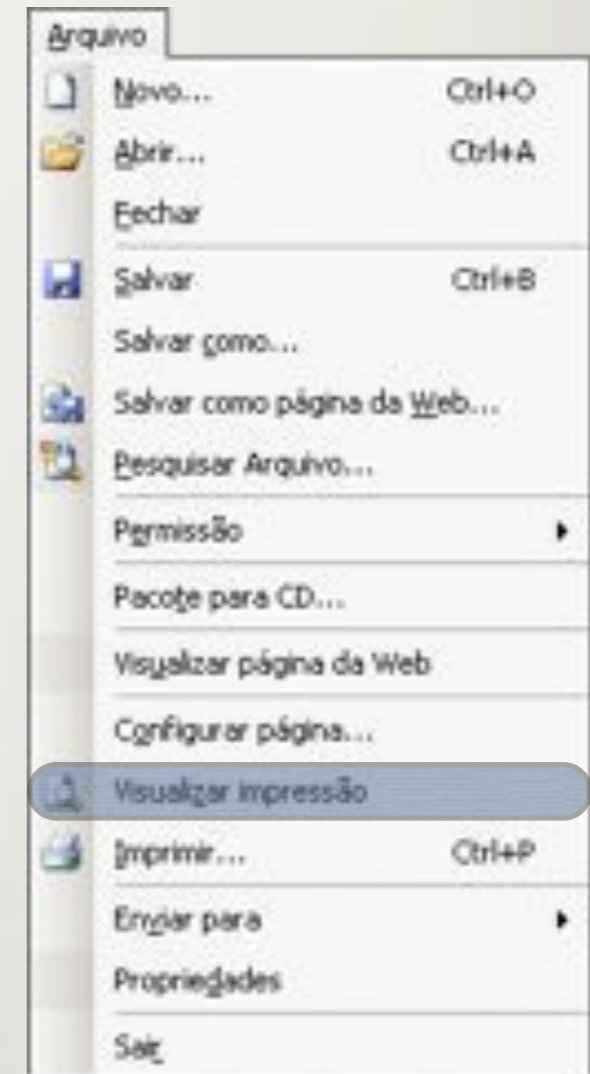 Arquivo
Novo... Ctrl+O
Abrir... Ctrl+A
Fechar
Salvar Ctrl+B
Salvar como...
Salvar como página da Web...
Pesquisar Arquivo...
Permissão
Pacote para CD...
Visualizar página da Web
Configurar página...
Visualizar impressão
Imprimir... Ctrl+P
Enviar para
Propriedades
Sair